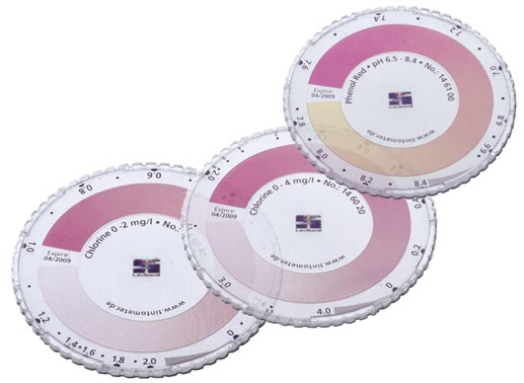 7.4
7.2
7.6
Phenol Red • pH 6.5 - 8.4 • No.: 14 61 00
Expire:
04/2009
Lovibond
6.8
6.6
www.tintometer.de
7.8
8.0
8.2
8.4
Chlorine 0 - 4 mg/l • No.: 14 60 20
Expire:
04/2009
Lovibond
0.2
0
www.tintometer.de
3.0
4.0
0.6
0.8
1.0
Chlorine 0 -2 mg/l • No.:
Expire:
04/2009
Lovibond
www.tintometer.de
1.2
1.4
1.6
1.8
2.0
0